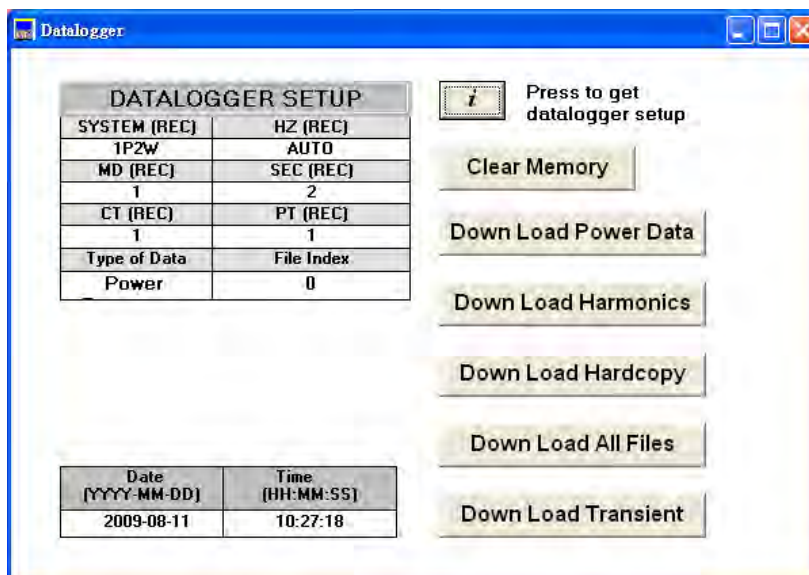 Datalogger
DATALOGGER SETUP
SYSTEM (REC) HZ (REC)
1P2W AUTO
MD (REC) SEC (REC)
1 2
CT (REC) PT (REC)
1 1
Type of Data File Index
Power 0
Date Time
(YYYY-MM-DD) (HH:MM:SS)
2009-08-11 10:27:18
i
Press to get
datalogger setup
Clear Memory
Down Load Power Data
Down Load Harmonics
Down Load Hardcopy
Down Load All Files
Down Load Transient